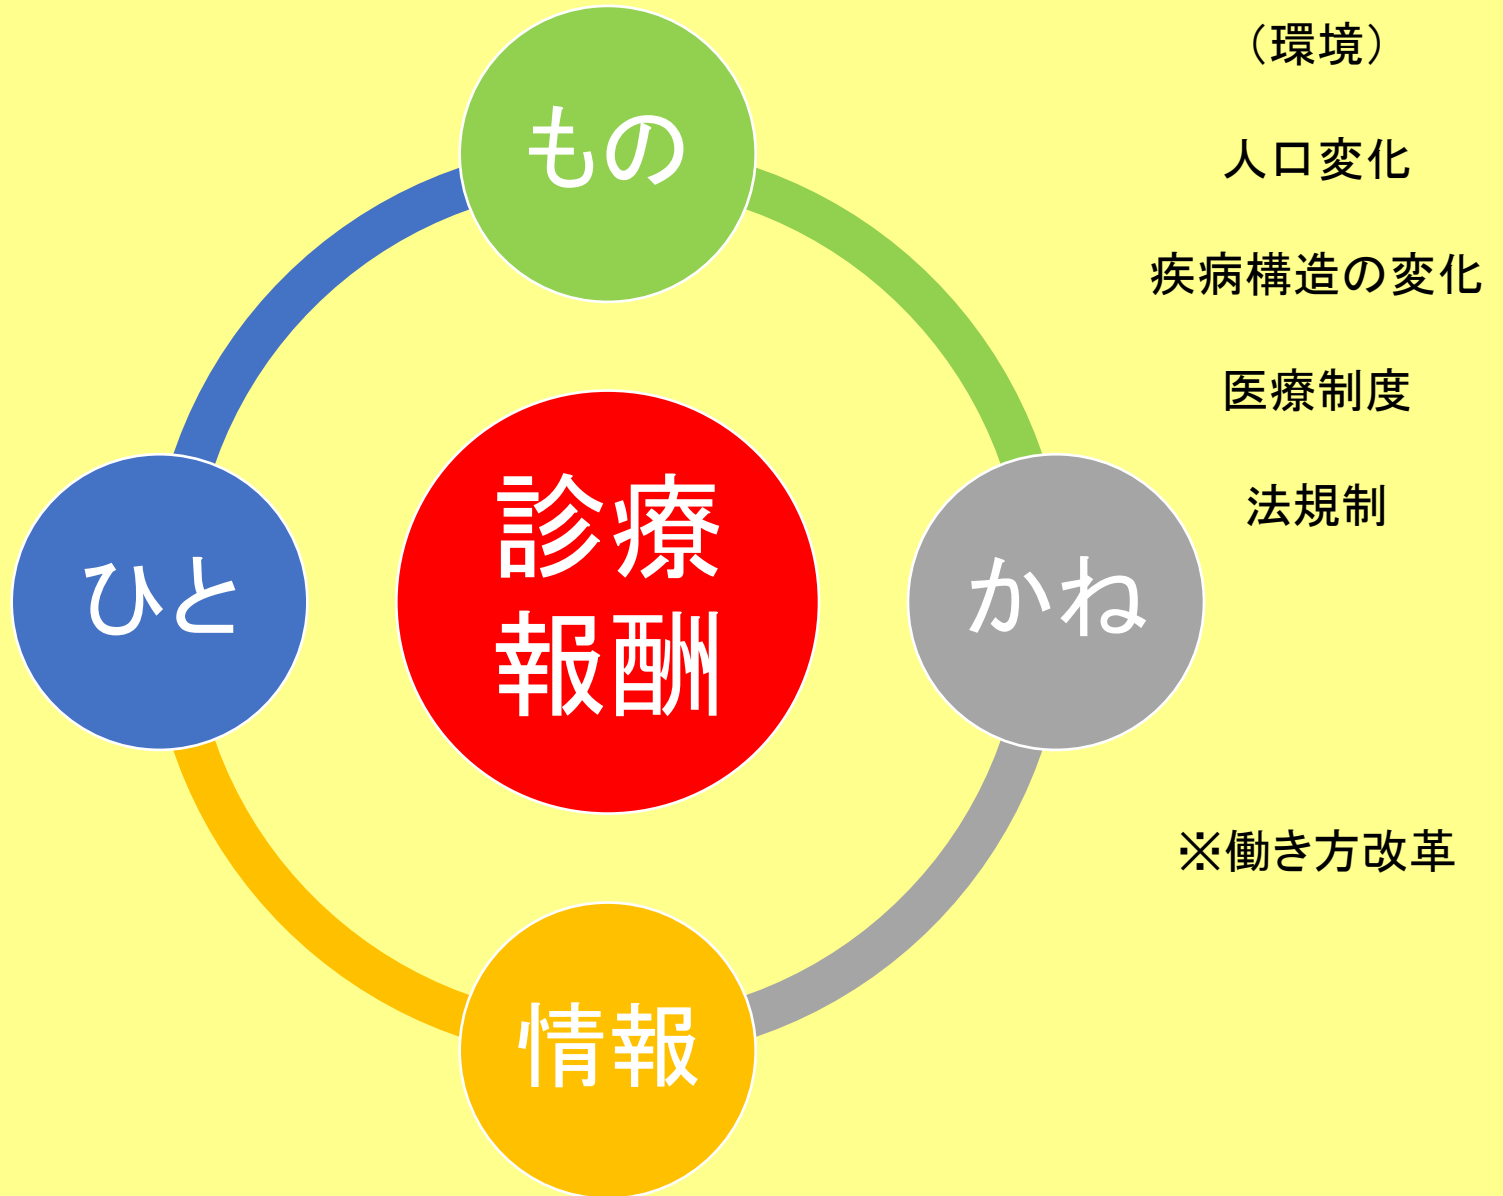 もの
ひと
診療
報酬
かね
情報
（環境）
人口変化
疾病構造の変化
医療制度
法規制
※働き方改革